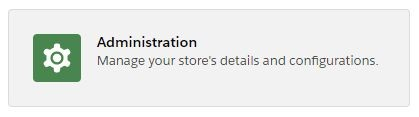 Administration
Manage your store's details and configurations.